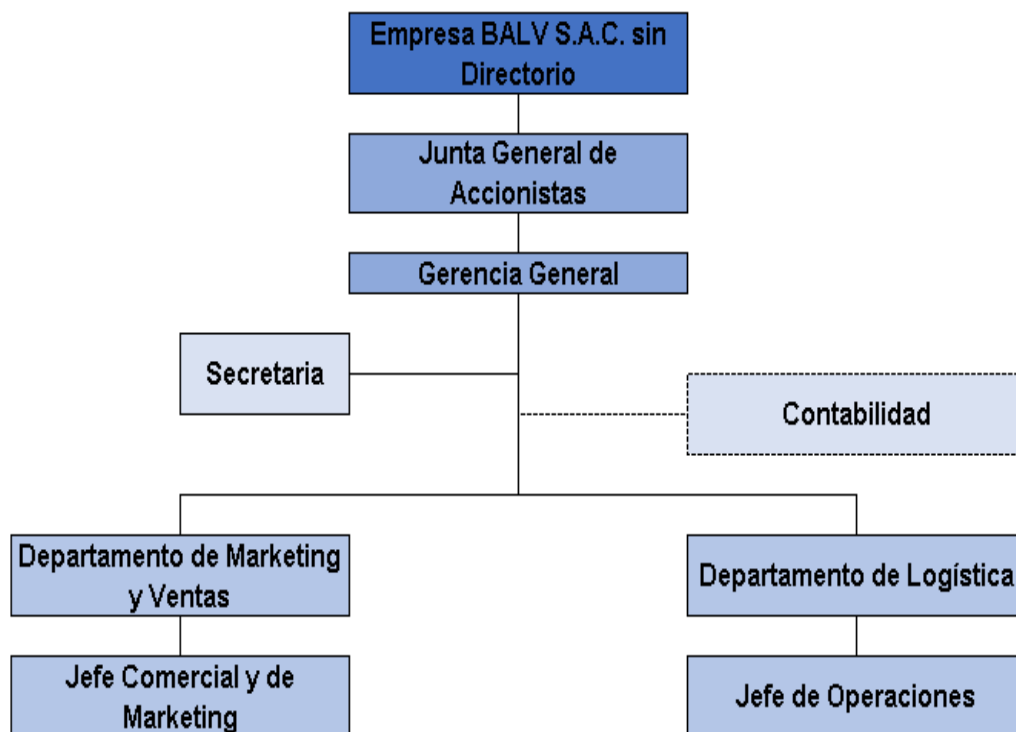 Empresa BALV S.A.C. sin
Directorio
Junta General de
Accionistas
Gerencia General
Secretaria
Contabilidad
Departamento de Marketing
y Ventas
Departamento de Logística
Jefe Comercial y de
Marketing
Jefe de Operaciones